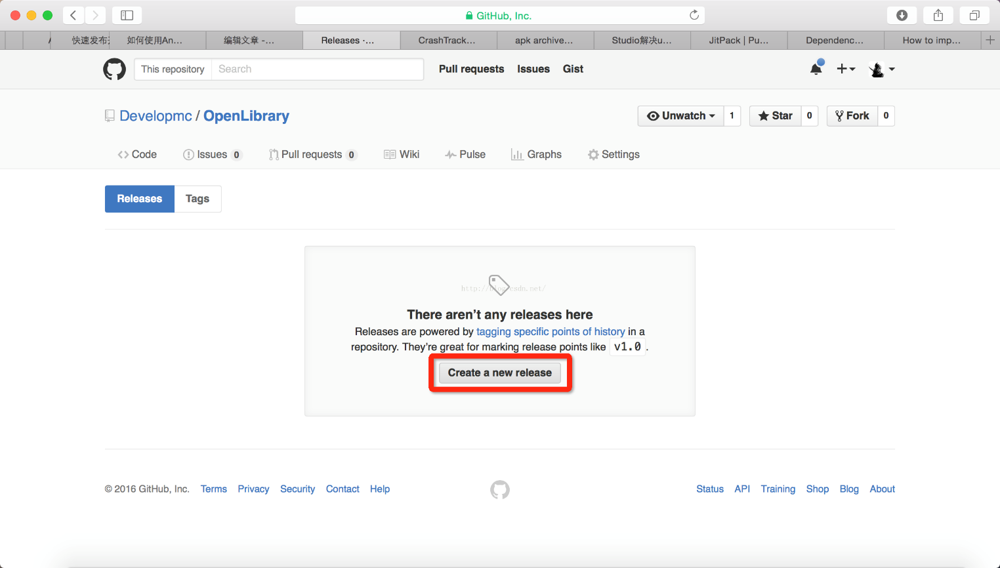 GitHub, Inc.
快速发布
如何使用An...
编辑文章 -...
Releases ·...
CrashTrack...
apk archive...
Studio解决u...
JitPack | Pu...
Dependenc...
How to imp...
This repository
Search
Pull requests
Issues
Gist
Developmc / OpenLibrary
Unwatch 1
Star 0
Fork 0
Code
Issues 0
Pull requests 0
Wiki
Pulse
Graphs
Settings
Releases
Tags
http://blog.csdn.net/
There aren’t any releases here
Releases are powered by tagging specific points of history in a
repository. They’re great for marking release points like v1.0 .
Create a new release
© 2016 GitHub, Inc. Terms Privacy Security Contact Help
Status API Training Shop Blog About